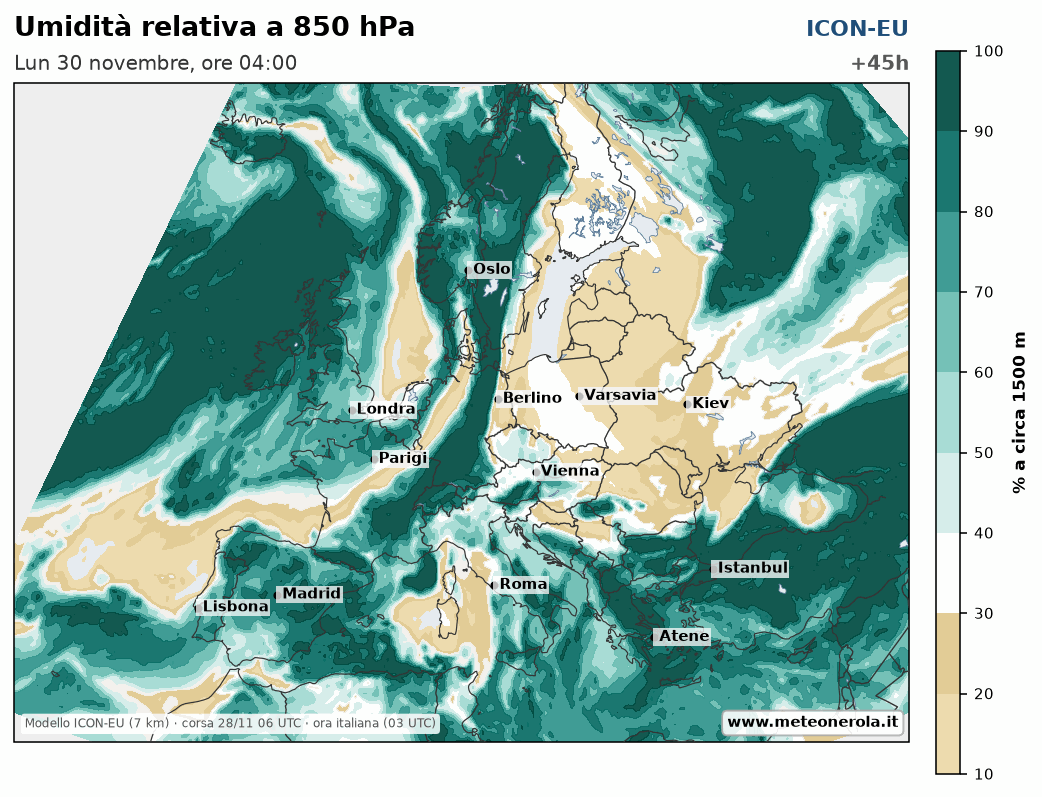 Umidità relativa a 850 hPa
ICON-EU
Lun 30 novembre, ore 04:00
+45h
100
90
80
70
60
50
40
30
20
10
% a circa 1500 m
Oslo
Londra
Berlino
Varsavia
Kiev
Parigi
Vienna
Istanbul
Roma
Madrid
Lisbona
Atene
Modello ICON-EU (7 km) · corsa 28/11 06 UTC · ora italiana (03 UTC)
www.meteonerola.it